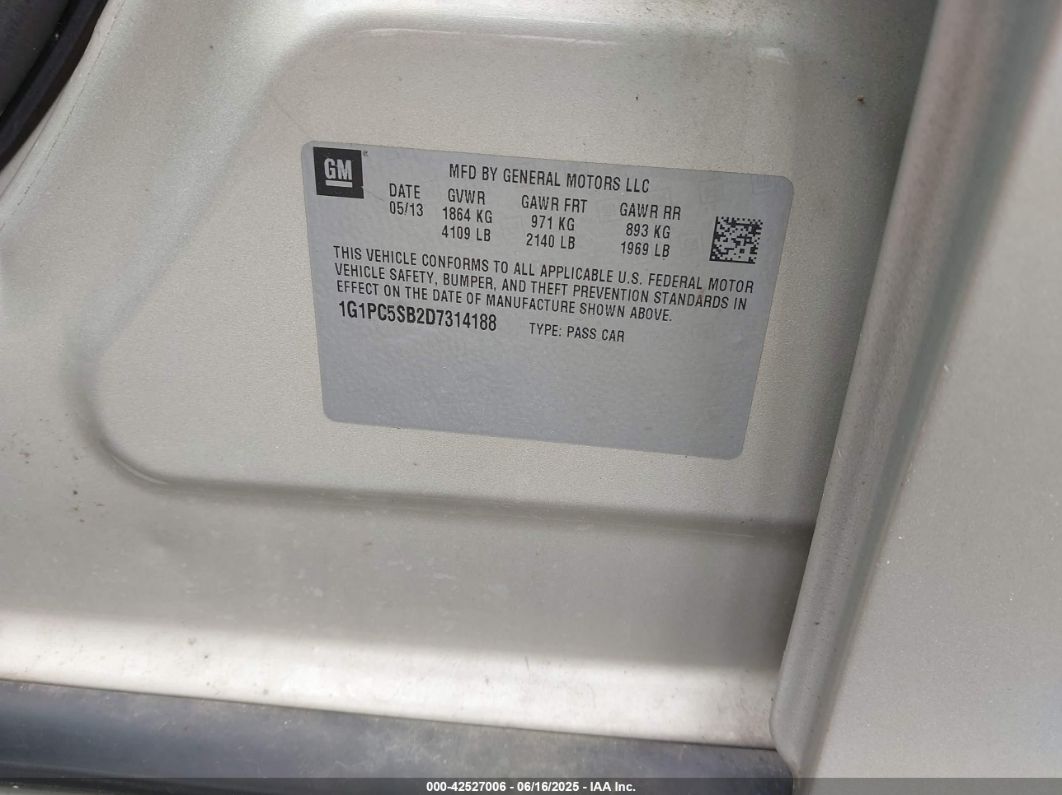 GM
MFD BY GENERAL MOTORS LLC
DATE GVWR GAWR FRT GAWR RR
05/13 1864 KG 971 KG 893 KG
4109 LB 2140 LB 1969 LB
THIS VEHICLE CONFORMS TO ALL APPLICABLE U.S. FEDERAL MOTOR
VEHICLE SAFETY, BUMPER, AND THEFT PREVENTION STANDARDS IN
EFFECT ON THE DATE OF MANUFACTURE SHOWN ABOVE.
1G1PC5SB2D7314188 TYPE: PASS CAR
000-42527006 - 06/16/2025 - IAA Inc.